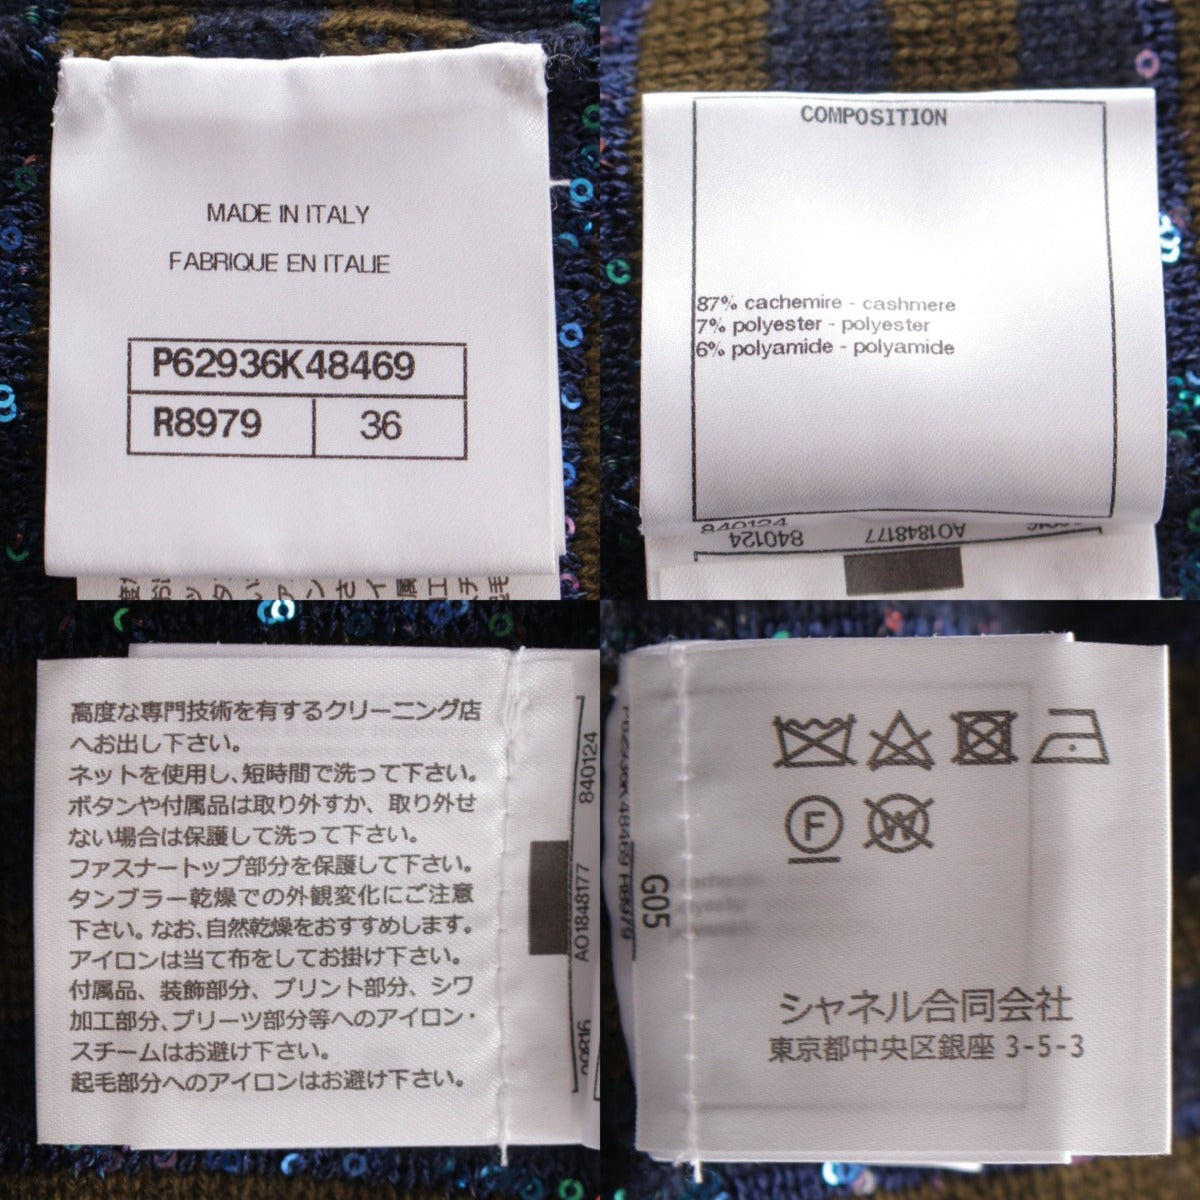 MADE IN ITALY
FABRIQUE EN ITALIE
P62936K48469
R8979 36
COMPOSITION
87% cachemire - cashmere
7% polyester - polyester
6% polyamide - polyamide
840124
840124 AO1848177
高度な専門技術を有するクリーニング店
へお出し下さい。
ネットを使用し、短時間で洗って下さい。
ボタンや付属品は取り外すか、取り外せ
ない場合は保護して洗って下さい。
ファスナートップ部分を保護して下さい。
タンブラー乾燥での外観変化にご注意
下さい。なお、自然乾燥をおすすめします。
アイロンは当て布をしてお掛け下さい。
付属品、装飾部分、プリント部分、シワ
加工部分、プリーツ部分等へのアイロン・
スチームはお避け下さい。
起毛部分へのアイロンはお避け下さい。
840124
AO1848177
P62936K48469 R8979
G05
F
W
シャネル合同会社
東京都中央区銀座 3-5-3